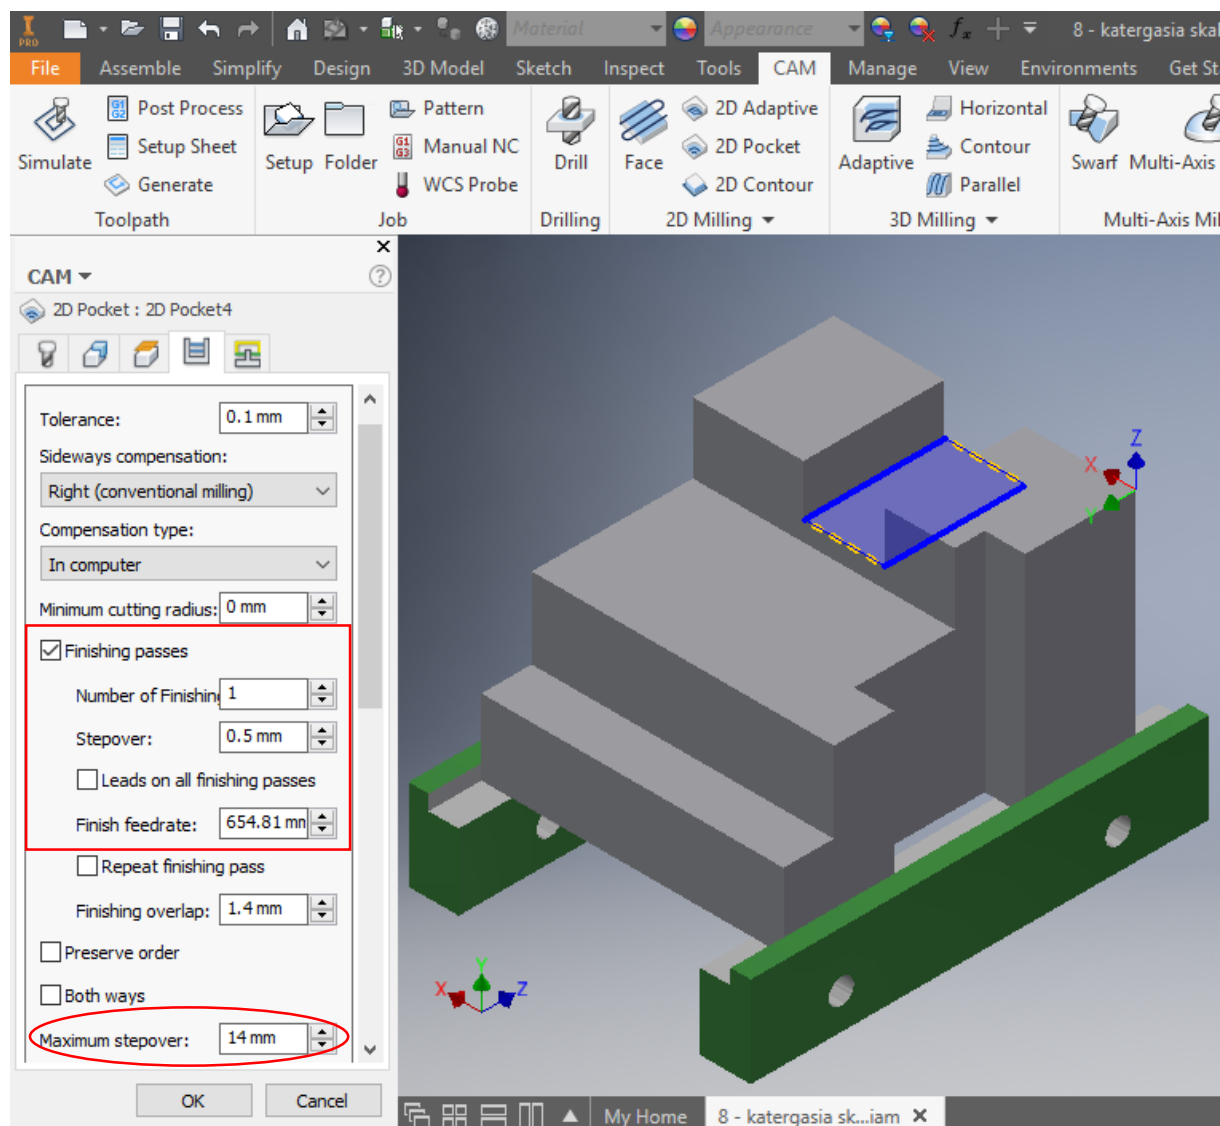 PRO
Material
Appearance
fx
8 - katergasia skal
File Assemble Simplify Design 3D Model Sketch Inspect Tools CAM Manage View Environments Get St
Simulate
G1 G2 Post Process
Setup Sheet
Generate
Toolpath
Setup Folder
Pattern
G1 G3 Manual NC
WCS Probe
Job
Drill
Drilling
Face
2D Adaptive
2D Pocket
2D Contour
2D Milling
Adaptive
Horizontal
Contour
Parallel
3D Milling
Swarf Multi-Axis
Multi-Axis Mil
CAM
2D Pocket : 2D Pocket4
Tolerance: 0.1 mm
Sideways compensation:
Right (conventional milling)
Compensation type:
In computer
Minimum cutting radius: 0 mm
Finishing passes
Number of Finishin 1
Stepover: 0.5 mm
Leads on all finishing passes
Finish feedrate: 654.81 mm
Repeat finishing pass
Finishing overlap: 1.4 mm
Preserve order
Both ways
Maximum stepover: 14 mm
OK Cancel
Z
X
Y
Y
X Z
My Home 8 - katergasia sk...iam